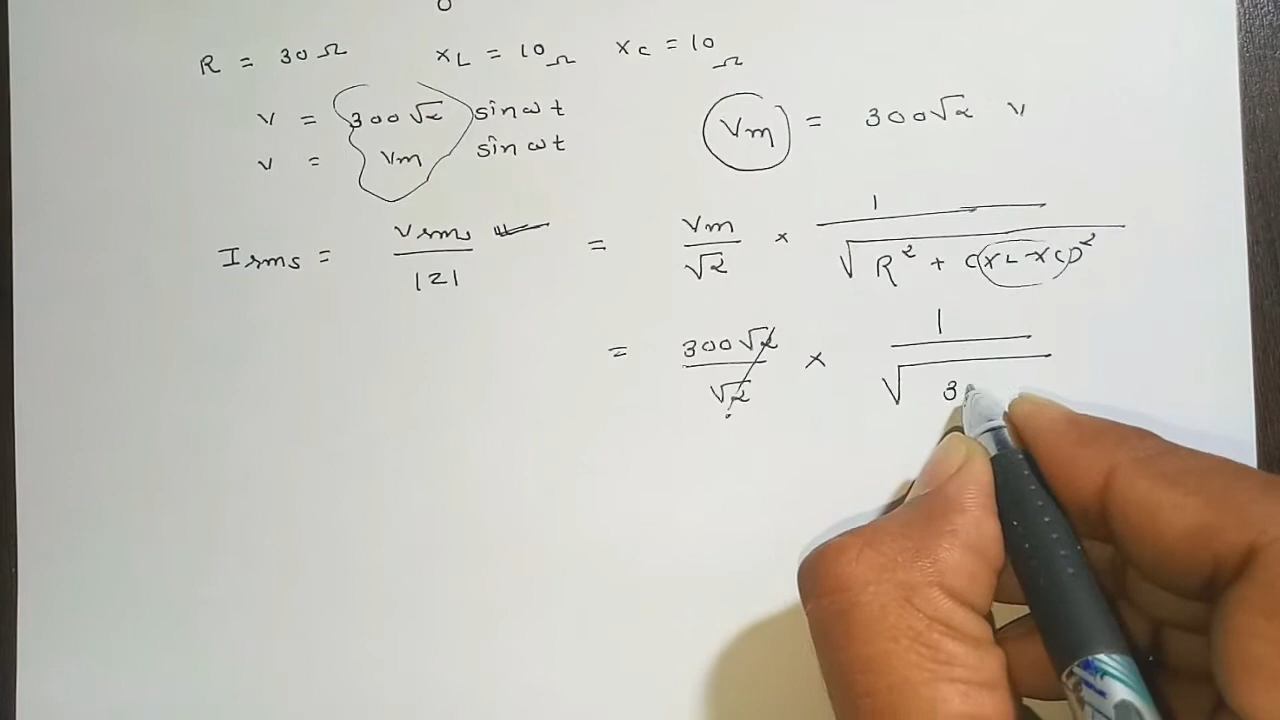 R = 30 Ω XL = 10 Ω XC = 10 Ω
v = 300√2 sin ωt Vm = 300√2 V
v = Vm sin ωt
Irms = Vrms / |Z| = Vm / √2 × 1 / √R² + (XL-XC)²
= 300√2 / √2 × 1 / √3